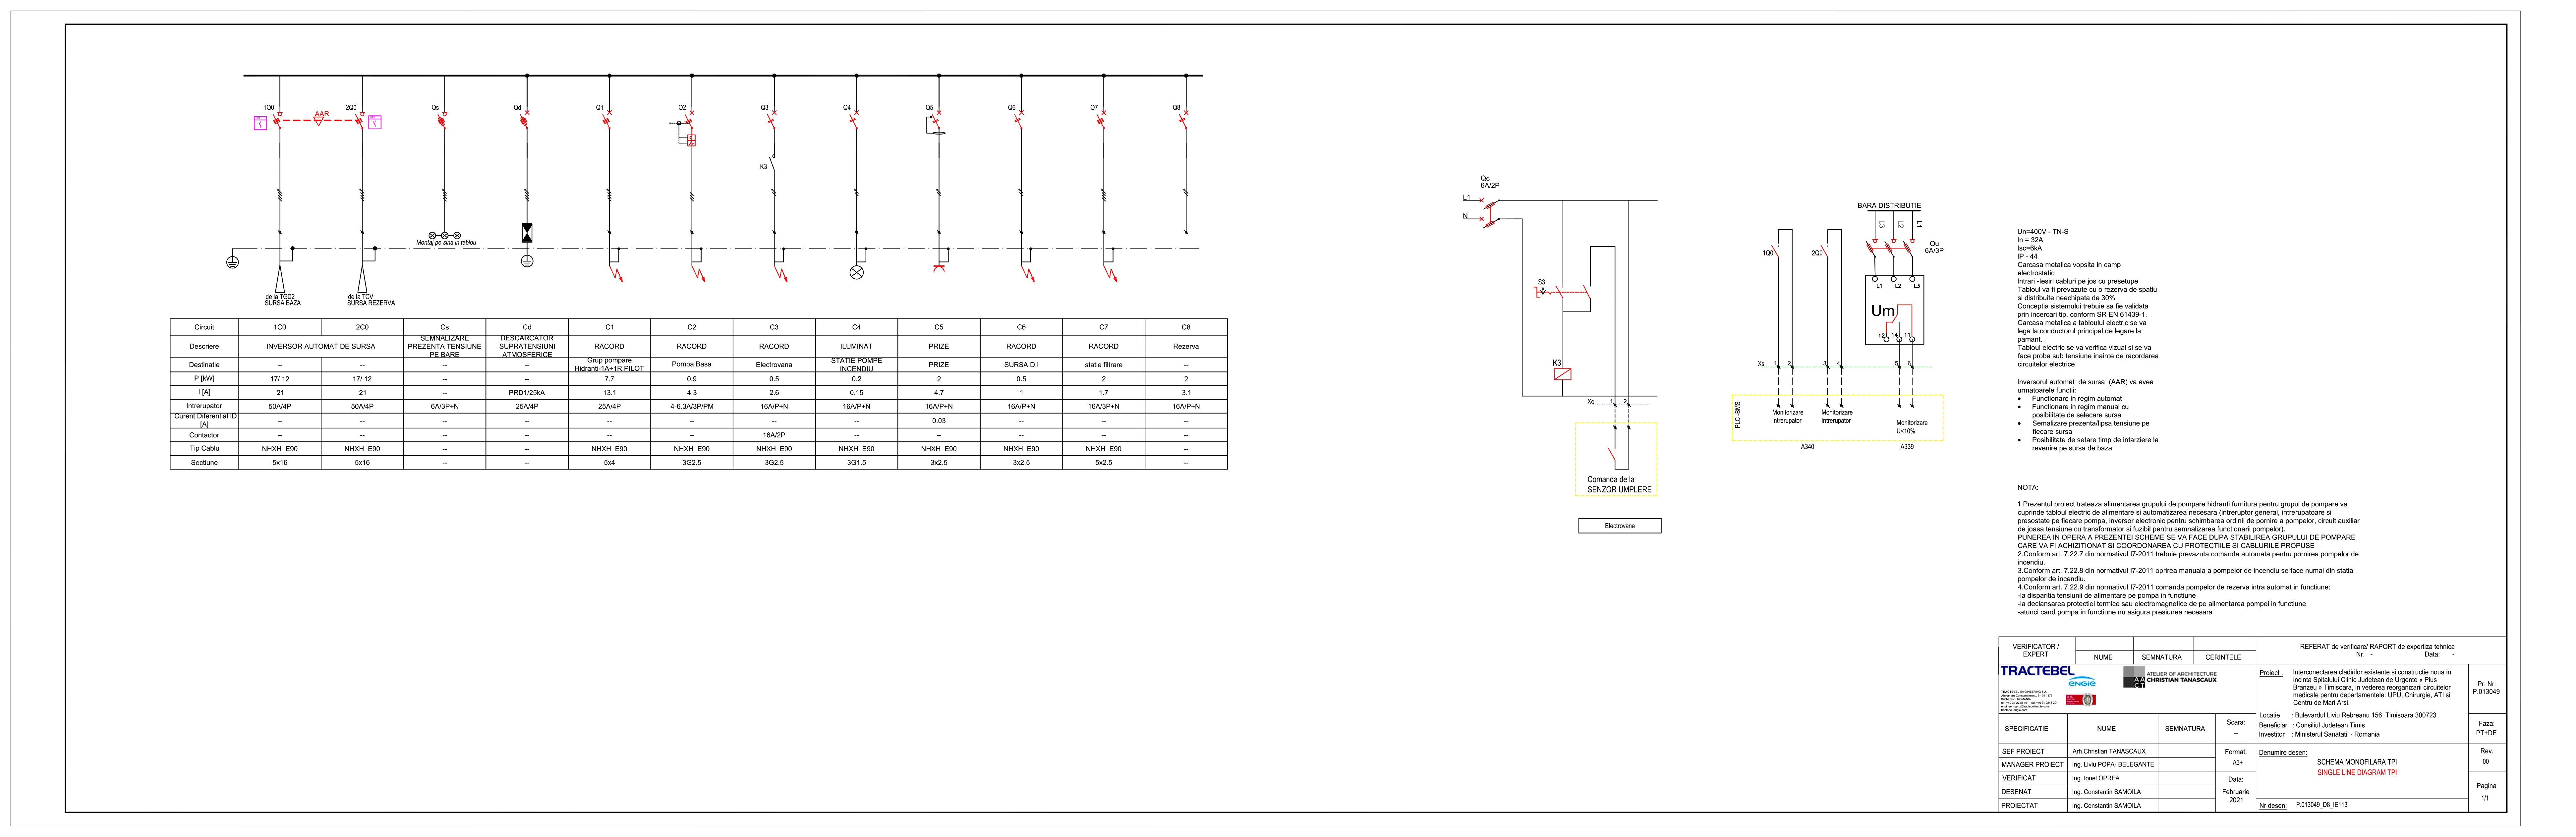 1Q0
AAR
2Q0
Qs
Qd
Q1
Q2
Q3
Q4
Q5
Q6
Q7
Q8
K3
Montaj pe sina in tablou
de la TGD2
SURSA BAZA
de la TCV
SURSA REZERVA
Circuit 1C0 2C0 Cs Cd C1 C2 C3 C4 C5 C6 C7 C8
Descriere INVERSOR AUTOMAT DE SURSA SEMNALIZARE PREZENTA TENSIUNE PE BARE DESCARCATOR SUPRATENSIUNI ATMOSFERICE RACORD RACORD RACORD ILUMINAT PRIZE RACORD RACORD Rezerva
Destinatie -- -- -- -- Grup pompare Hidranti-1A+1R,PILOT Pompa Basa Electrovana STATIE POMPE INCENDIU PRIZE SURSA D.I statie filtrare --
P [kW] 17/ 12 17/ 12 -- -- 7.7 0.9 0.5 0.2 2 0.5 2 2
I [A] 21 21 -- PRD1/25kA 13.1 4.3 2.6 0.15 4.7 1 1.7 3.1
Intrerupator 50A/4P 50A/4P 6A/3P+N 25A/4P 25A/4P 4-6.3A/3P/PM 16A/P+N 16A/P+N 16A/P+N 16A/P+N 16A/3P+N 16A/P+N
Curent Diferential ID [A] -- -- -- -- -- -- -- -- 0.03 -- -- --
Contactor -- -- -- -- -- -- 16A/2P -- -- -- -- --
Tip Cablu NHXH E90 NHXH E90 -- -- NHXH E90 NHXH E90 NHXH E90 NHXH E90 NHXH E90 NHXH E90 NHXH E90 --
Sectiune 5x16 5x16 -- -- 5x4 3G2.5 3G2.5 3G1.5 3x2.5 3x2.5 5x2.5 --
Qc
6A/2P
L1
N
S3
K3
Xc 1 2
Comanda de la
SENZOR UMPLERE
Electrovana
BARA DISTRIBUTIE
L3 L2 L1
Qu
6A/3P
1Q0
2Q0
L1 L2 L3
Um
12 14 11
Xs 1 2 3 4 5 6
PLC -BMS
Monitorizare
Intrerupator
Monitorizare
Intrerupator
Monitorizare
U<10%
A340
A339
Un=400V - TN-S
In = 32A
Isc=6kA
IP - 44
Carcasa metalica vopsita in camp
electrostatic
Intrari -Iesiri cabluri pe jos cu presetupe
Tabloul va fi prevazute cu o rezerva de spatiu
si distribuite neechipata de 30% .
Conceptia sistemului trebuie sa fie validata
prin incercari tip, conform SR EN 61439-1.
Carcasa metalica a tabloului electric se va
lega la conductorul principal de legare la
pamant.
Tabloul electric se va verifica vizual si se va
face proba sub tensiune inainte de racordarea
circuitelor electrice
Inversorul automat de sursa (AAR) va avea
urmatoarele functii:
• Functionare in regim automat
• Functionare in regim manual cu
posibilitate de selecare sursa
• Semnalizare prezenta/lipsa tensiune pe
fiecare sursa
• Posibilitate de setare timp de intarziere la
revenire pe sursa de baza
NOTA:
1.Prezentul proiect trateaza alimentarea grupului de pompare hidranti,furnitura pentru grupul de pompare va
cuprinde tabloul electric de alimentare si automatizarea necesara (intreruptor general, intrerupatoare si
presostate pe fiecare pompa, inversor electronic pentru schimbarea ordinii de pornire a pompelor, circuit auxiliar
de joasa tensiune cu transformator si fuzibil pentru semnalizarea functionarii pompelor).
PUNEREA IN OPERA A PREZENTEI SCHEME SE VA FACE DUPA STABILIREA GRUPULUI DE POMPARE
CARE VA FI ACHIZITIONAT SI COORDONAREA CU PROTECTIILE SI CABLURILE PROPUSE
2.Conform art. 7.22.7 din normativul I7-2011 trebuie prevazuta comanda automata pentru pornirea pompelor de
incendiu.
3.Conform art. 7.22.8 din normativul I7-2011 oprirea manuala a pompelor de incendiu se face numai din statia
pompelor de incendiu.
4.Conform art. 7.22.9 din normativul I7-2011 comanda pompelor de rezerva intra automat in functiune:
-la disparitia tensiunii de alimentare pe pompa in functiune
-la declansarea protectiei termice sau electromagnetice de pe alimentarea pompei in functiune
-atunci cand pompa in functiune nu asigura presiunea necesara
VERIFICATOR /
EXPERT
NUME SEMNATURA CERINTELE
REFERAT de verificare/ RAPORT de expertiza tehnica
Nr. - Data: -
TRACTEBEL
ENGIE
TRACTEBEL ENGINEERING S.A.
ATELIER OF ARCHITECTURE
CHRISTIAN TANASCAUX
Proiect : Interconectarea cladirilor existente si constructie noua in
incinta Spitalului Clinic Judetean de Urgente « Pius
Branzeu » Timisoara, in vederea reorganizarii circuitelor
medicale pentru departamentele: UPU, Chirurgie, ATI si
Centru de Mari Arsi.
Pr. Nr:
P.013049
Locatie : Bulevardul Liviu Rebreanu 156, Timisoara 300723
Beneficiar : Consiliul Judetean Timis
Investitor : Ministerul Sanatatii - Romania
Faza:
PT+DE
SPECIFICATIE NUME SEMNATURA
Scara:
--
SEF PROIECT Arh.Christian TANASCAUX
MANAGER PROIECT Ing. Liviu POPA- BELEGANTE
VERIFICAT Ing. Ionel OPREA
DESENAT Ing. Constantin SAMOILA
PROIECTAT Ing. Constantin SAMOILA
Format:
A3+
Data:
Februarie
2021
Denumire desen:
SCHEMA MONOFILARA TPI
SINGLE LINE DIAGRAM TPI
Rev.
00
Pagina
1/1
Nr desen: P.013049_D8_IE113